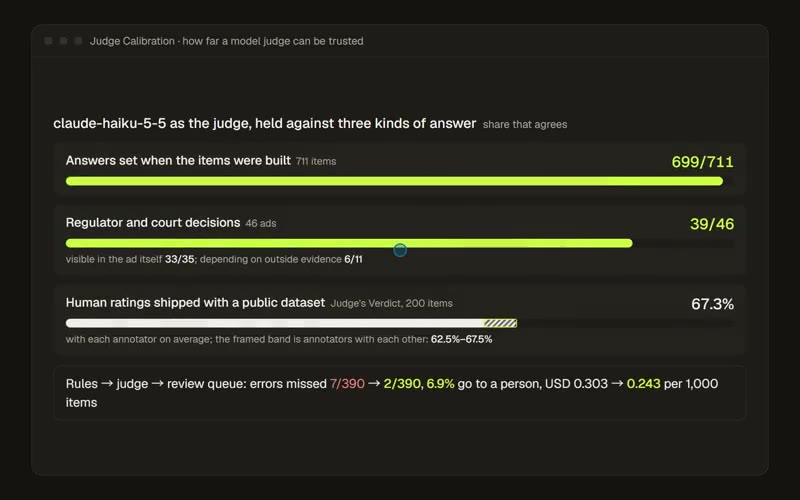 Judge Calibration · how far a model judge can be trusted
claude-haiku-5-5 as the judge, held against three kinds of answer share that agrees
Answers set when the items were built 711 items 699/711
Regulator and court decisions 46 ads 39/46
visible in the ad itself 33/35; depending on outside evidence 6/11
Human ratings shipped with a public dataset Judge's Verdict, 200 items 67.3%
with each annotator on average; the framed band is annotators with each other: 62.5%–67.5%
Rules → judge → review queue: errors missed 7/390 → 2/390, 6.9% go to a person, USD 0.303 → 0.243 per 1,000
items